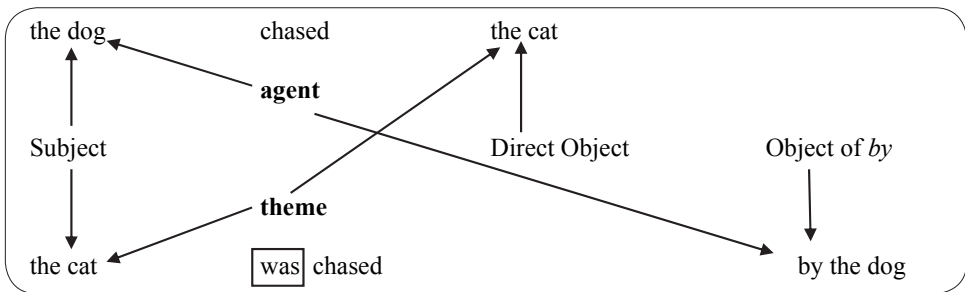 the dog chased the cat
agent
Subject Direct Object Object of by
theme
the cat was chased by the dog